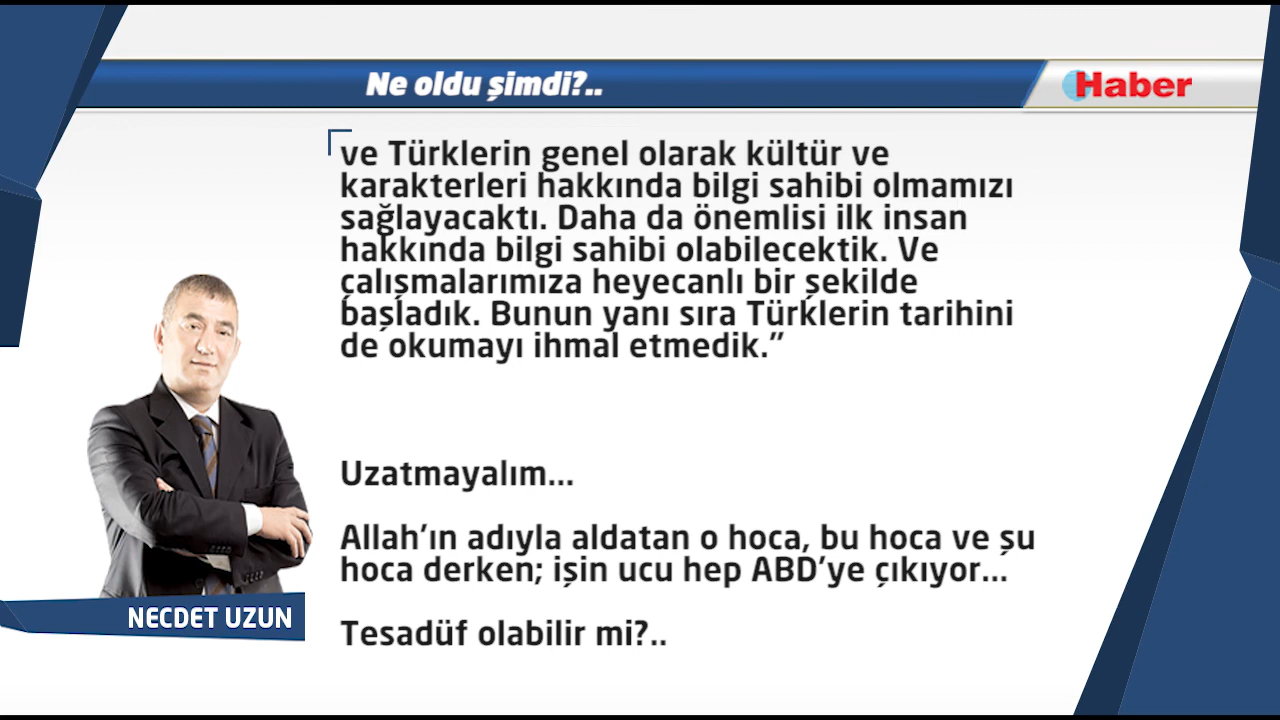 Ne oldu şimdi?..
Haber
ve Türklerin genel olarak kültür ve
karakterleri hakkında bilgi sahibi olmamızı
sağlayacaktı. Daha da önemlisi ilk insan
hakkında bilgi sahibi olabilecektik. Ve
çalışmalarımıza heyecanlı bir şekilde
başladık. Bunun yanı sıra Türklerin tarihini
de okumayı ihmal etmedik.”
Uzatmayalım...
Allah’ın adıyla aldatan o hoca, bu hoca ve şu
hoca derken; işin ucu hep ABD’ye çıkıyor...
Tesadüf olabilir mi?..
NECDET UZUN